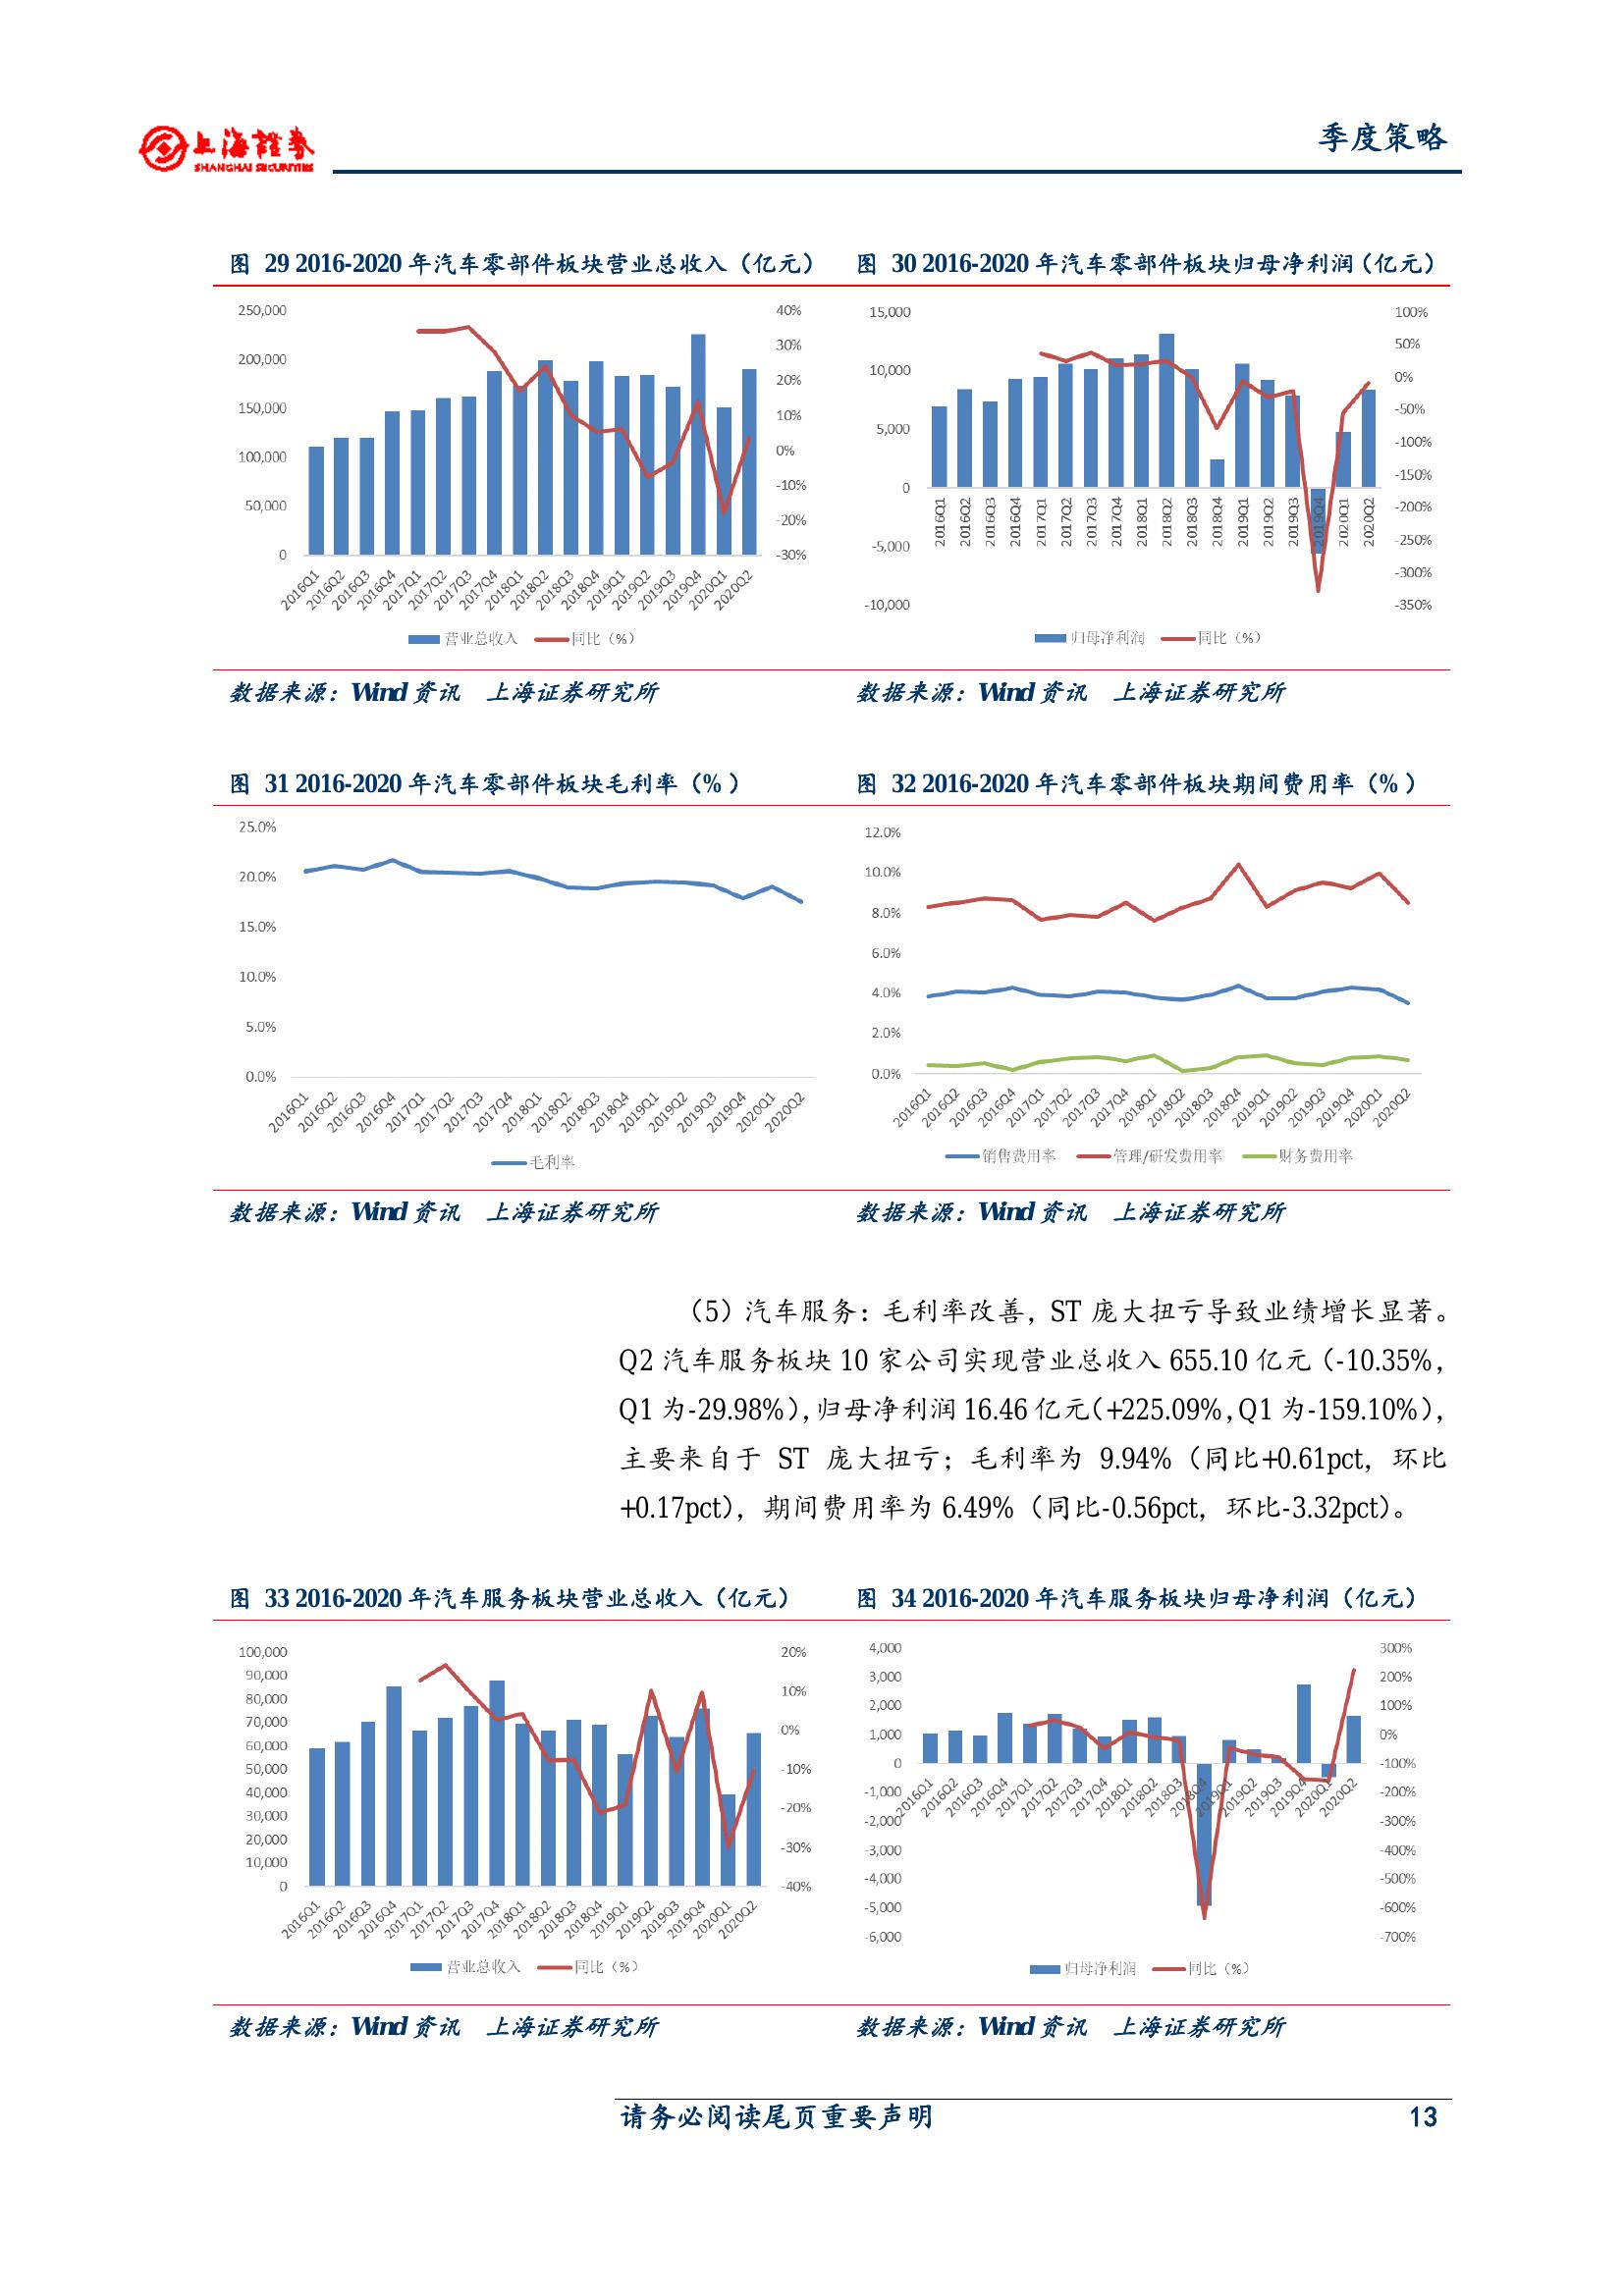 上海證券
SHANGHAI SECURITIES
季度策略
图 29 2016-2020 年汽车零部件板块营业总收入（亿元）
250,000
200,000
150,000
100,000
50,000
0
40%
30%
20%
10%
0%
-10%
-20%
-30%
2016Q1 2016Q2 2016Q3 2016Q4 2017Q1 2017Q2 2017Q3 2017Q4 2018Q1 2018Q2 2018Q3 2018Q4 2019Q1 2019Q2 2019Q3 2019Q4 2020Q1 2020Q2
营业总收入 同比（%）
数据来源：Wind 资讯 上海证券研究所
图 30 2016-2020 年汽车零部件板块归母净利润（亿元）
15,000
10,000
5,000
0
-5,000
-10,000
100%
50%
0%
-50%
-100%
-150%
-200%
-250%
-300%
-350%
2016Q1 2016Q2 2016Q3 2016Q4 2017Q1 2017Q2 2017Q3 2017Q4 2018Q1 2018Q2 2018Q3 2018Q4 2019Q1 2019Q2 2019Q3 2019Q4 2020Q1 2020Q2
归母净利润 同比（%）
数据来源：Wind 资讯 上海证券研究所
图 31 2016-2020 年汽车零部件板块毛利率（%）
25.0%
20.0%
15.0%
10.0%
5.0%
0.0%
2016Q1 2016Q2 2016Q3 2016Q4 2017Q1 2017Q2 2017Q3 2017Q4 2018Q1 2018Q2 2018Q3 2018Q4 2019Q1 2019Q2 2019Q3 2019Q4 2020Q1 2020Q2
毛利率
数据来源：Wind 资讯 上海证券研究所
图 32 2016-2020 年汽车零部件板块期间费用率（%）
12.0%
10.0%
8.0%
6.0%
4.0%
2.0%
0.0%
2016Q1 2016Q2 2016Q3 2016Q4 2017Q1 2017Q2 2017Q3 2017Q4 2018Q1 2018Q2 2018Q3 2018Q4 2019Q1 2019Q2 2019Q3 2019Q4 2020Q1 2020Q2
销售费用率 管理/研发费用率 财务费用率
数据来源：Wind 资讯 上海证券研究所
（5）汽车服务：毛利率改善，ST 庞大扭亏导致业绩增长显著。
Q2 汽车服务板块 10 家公司实现营业总收入 655.10 亿元（-10.35%，
Q1 为-29.98%），归母净利润 16.46 亿元（+225.09%，Q1 为-159.10%），
主要来自于 ST 庞大扭亏；毛利率为 9.94%（同比+0.61pct，环比
+0.17pct），期间费用率为 6.49%（同比-0.56pct，环比-3.32pct）。
图 33 2016-2020 年汽车服务板块营业总收入（亿元）
100,000
90,000
80,000
70,000
60,000
50,000
40,000
30,000
20,000
10,000
0
20%
10%
0%
-10%
-20%
-30%
-40%
2016Q1 2016Q2 2016Q3 2016Q4 2017Q1 2017Q2 2017Q3 2017Q4 2018Q1 2018Q2 2018Q3 2018Q4 2019Q1 2019Q2 2019Q3 2019Q4 2020Q1 2020Q2
营业总收入 同比（%）
数据来源：Wind 资讯 上海证券研究所
图 34 2016-2020 年汽车服务板块归母净利润（亿元）
4,000
3,000
2,000
1,000
0
-1,000
-2,000
-3,000
-4,000
-5,000
-6,000
300%
200%
100%
0%
-100%
-200%
-300%
-400%
-500%
-600%
-700%
2016Q1 2016Q2 2016Q3 2016Q4 2017Q1 2017Q2 2017Q3 2017Q4 2018Q1 2018Q2 2018Q3 2018Q4 2019Q1 2019Q2 2019Q3 2019Q4 2020Q1 2020Q2
归母净利润 同比（%）
数据来源：Wind 资讯 上海证券研究所
请务必阅读尾页重要声明
13